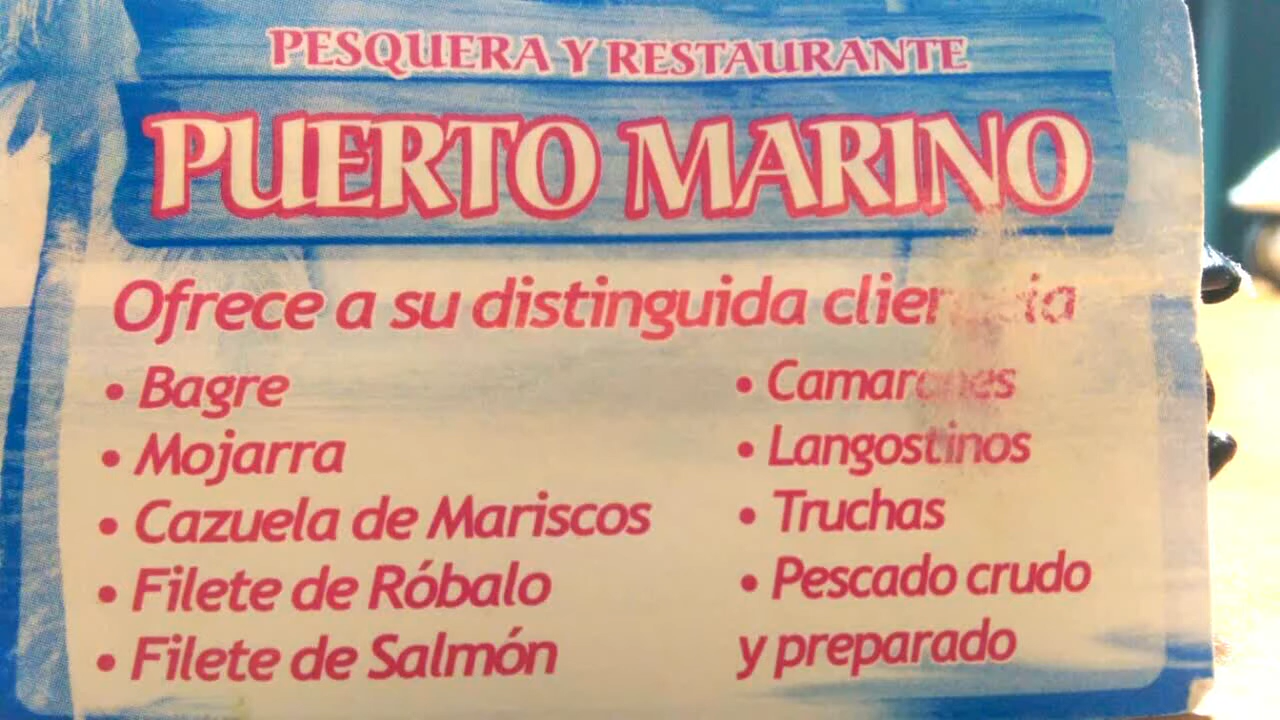 PESQUERA Y RESTAURANTE
PUERTO MARINO
Ofrece a su distinguida clientela
• Bagre
• Mojarra
• Cazuela de Mariscos
• Filete de Róbalo
• Filete de Salmón
• Camarones
• Langostinos
• Truchas
• Pescado crudo
y preparado